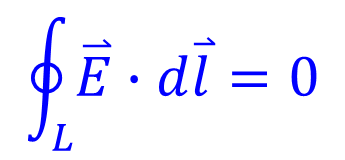 ∮_L E⃗ · dl⃗ = 0